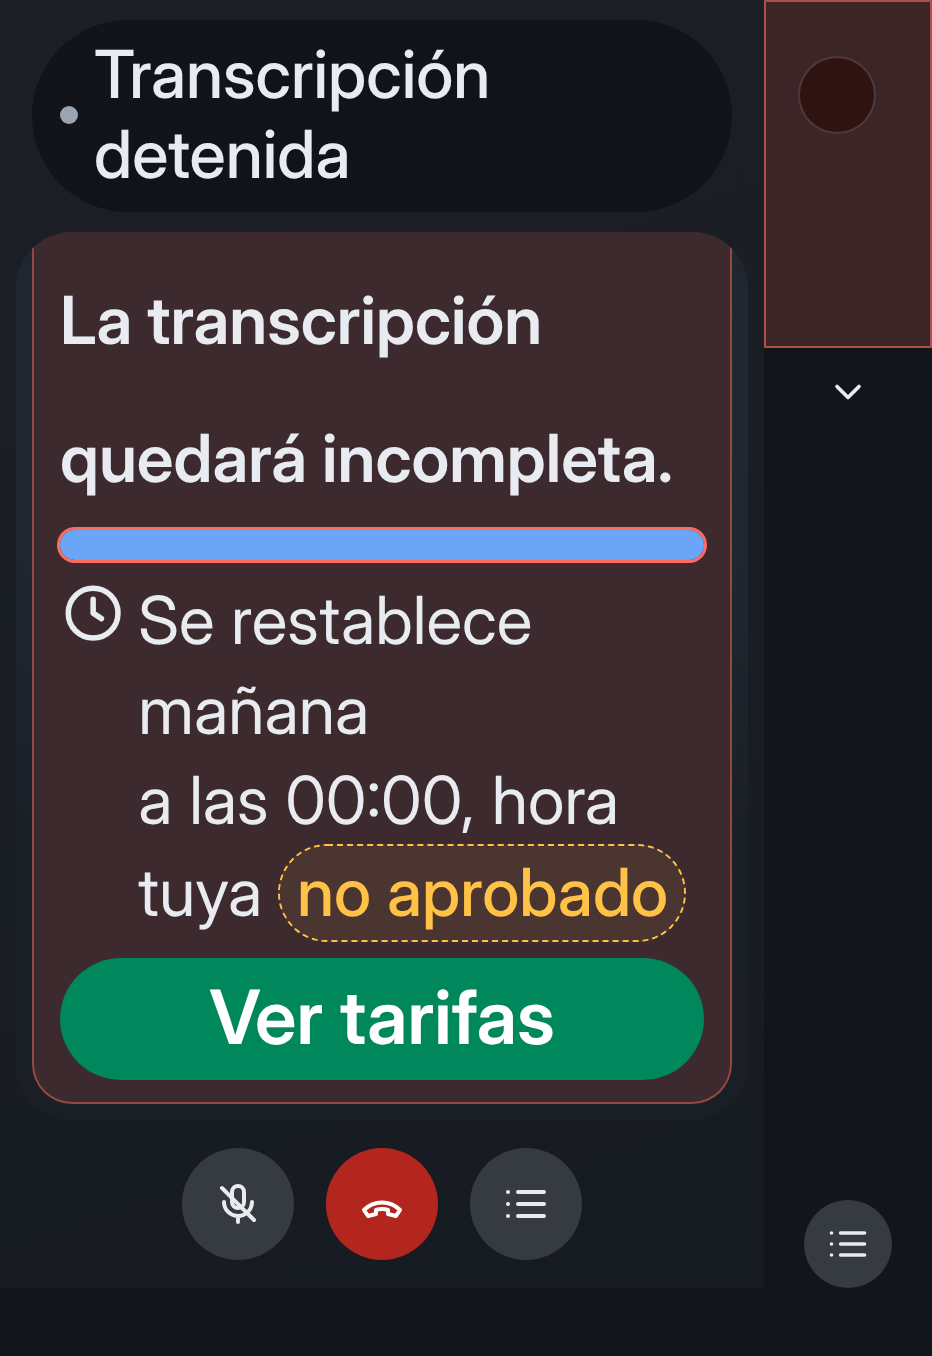 Transcripción
detenida
La transcripción
quedará incompleta.
Se restablece
mañana
a las 00:00, hora
tuya no aprobado
Ver tarifas